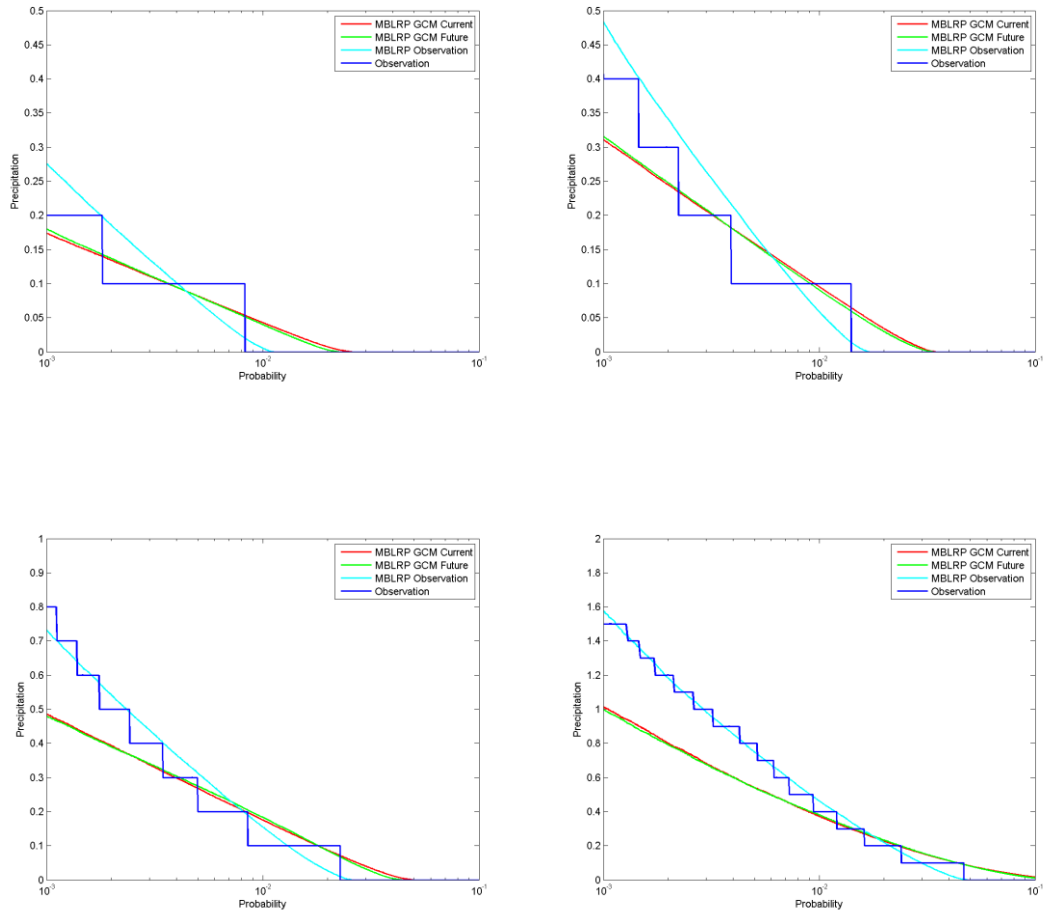 0.5
0.45
0.4
0.35
0.3
0.25
0.2
0.15
0.1
0.05
0
Precipitation
10-3
10-2
10-1
Probability
MBLRP GCM Current
MBLRP GCM Future
MBLRP Observation
Observation
0.5
0.45
0.4
0.35
0.3
0.25
0.2
0.15
0.1
0.05
0
Precipitation
10-3
10-2
10-1
Probability
MBLRP GCM Current
MBLRP GCM Future
MBLRP Observation
Observation
1
0.9
0.8
0.7
0.6
0.5
0.4
0.3
0.2
0.1
0
Precipitation
10-3
10-2
10-1
Probability
MBLRP GCM Current
MBLRP GCM Future
MBLRP Observation
Observation
2
1.8
1.6
1.4
1.2
1
0.8
0.6
0.4
0.2
0
Precipitation
10-3
10-2
10-1
Probability
MBLRP GCM Current
MBLRP GCM Future
MBLRP Observation
Observation